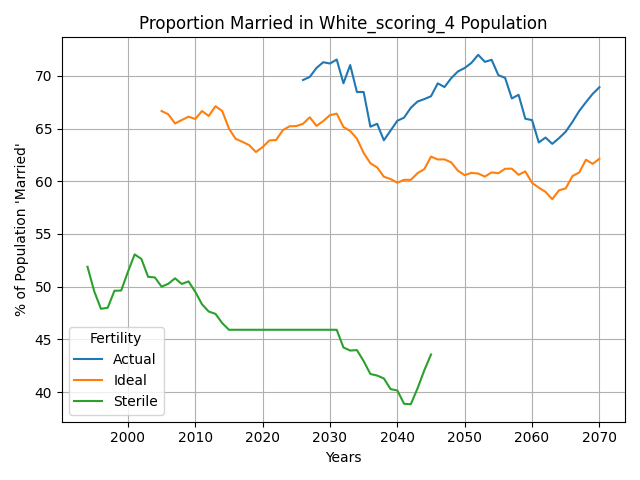 Proportion Married in White_scoring_4 Population
% of Population 'Married'
70
65
60
55
50
45
40
Fertility
Actual
Ideal
Sterile
2000 2010 2020 2030 2040 2050 2060 2070
Years